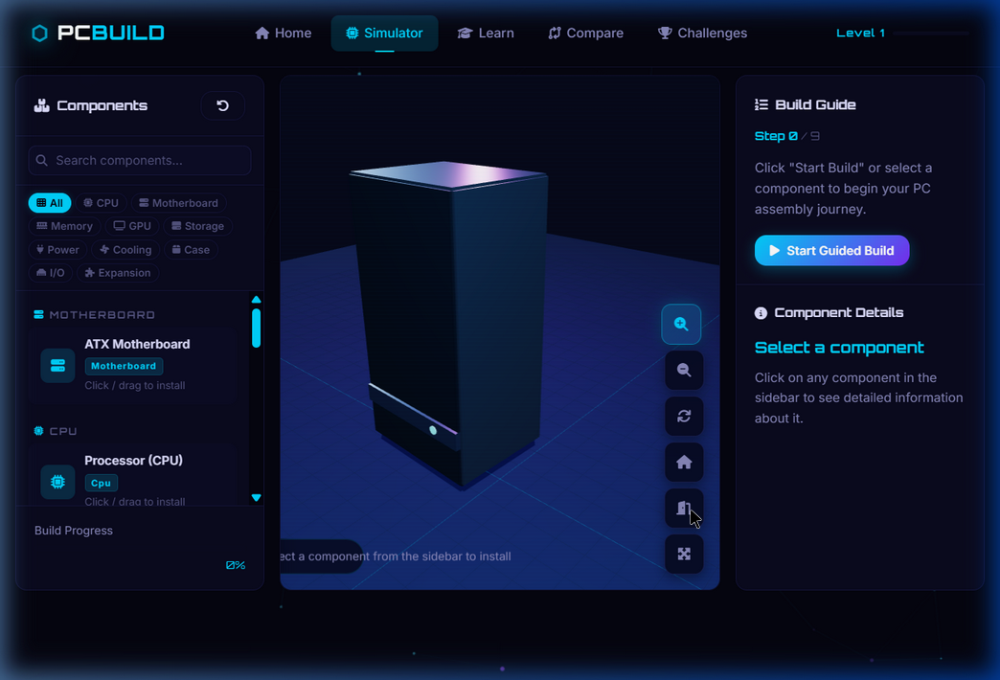 PCBUILD
Home
Simulator
Learn
Compare
Challenges
Level 1
Components
Search components...
All
CPU
Motherboard
Memory
GPU
Storage
Power
Cooling
Case
I/O
Expansion
MOTHERBOARD
ATX Motherboard
Motherboard
Click / drag to install
CPU
Processor (CPU)
Cpu
Click / drag to install
Build Progress
0%
ect a component from the sidebar to install
Build Guide
Step 0 / 9
Click "Start Build" or select a
component to begin your PC
assembly journey.
Start Guided Build
Component Details
Select a component
Click on any component in the
sidebar to see detailed information
about it.